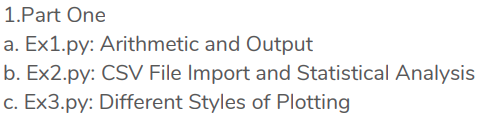 1.Part One
a. Ex1.py: Arithmetic and Output
b. Ex2.py: CSV File Import and Statistical Analysis
c. Ex3.py: Different Styles of Plotting